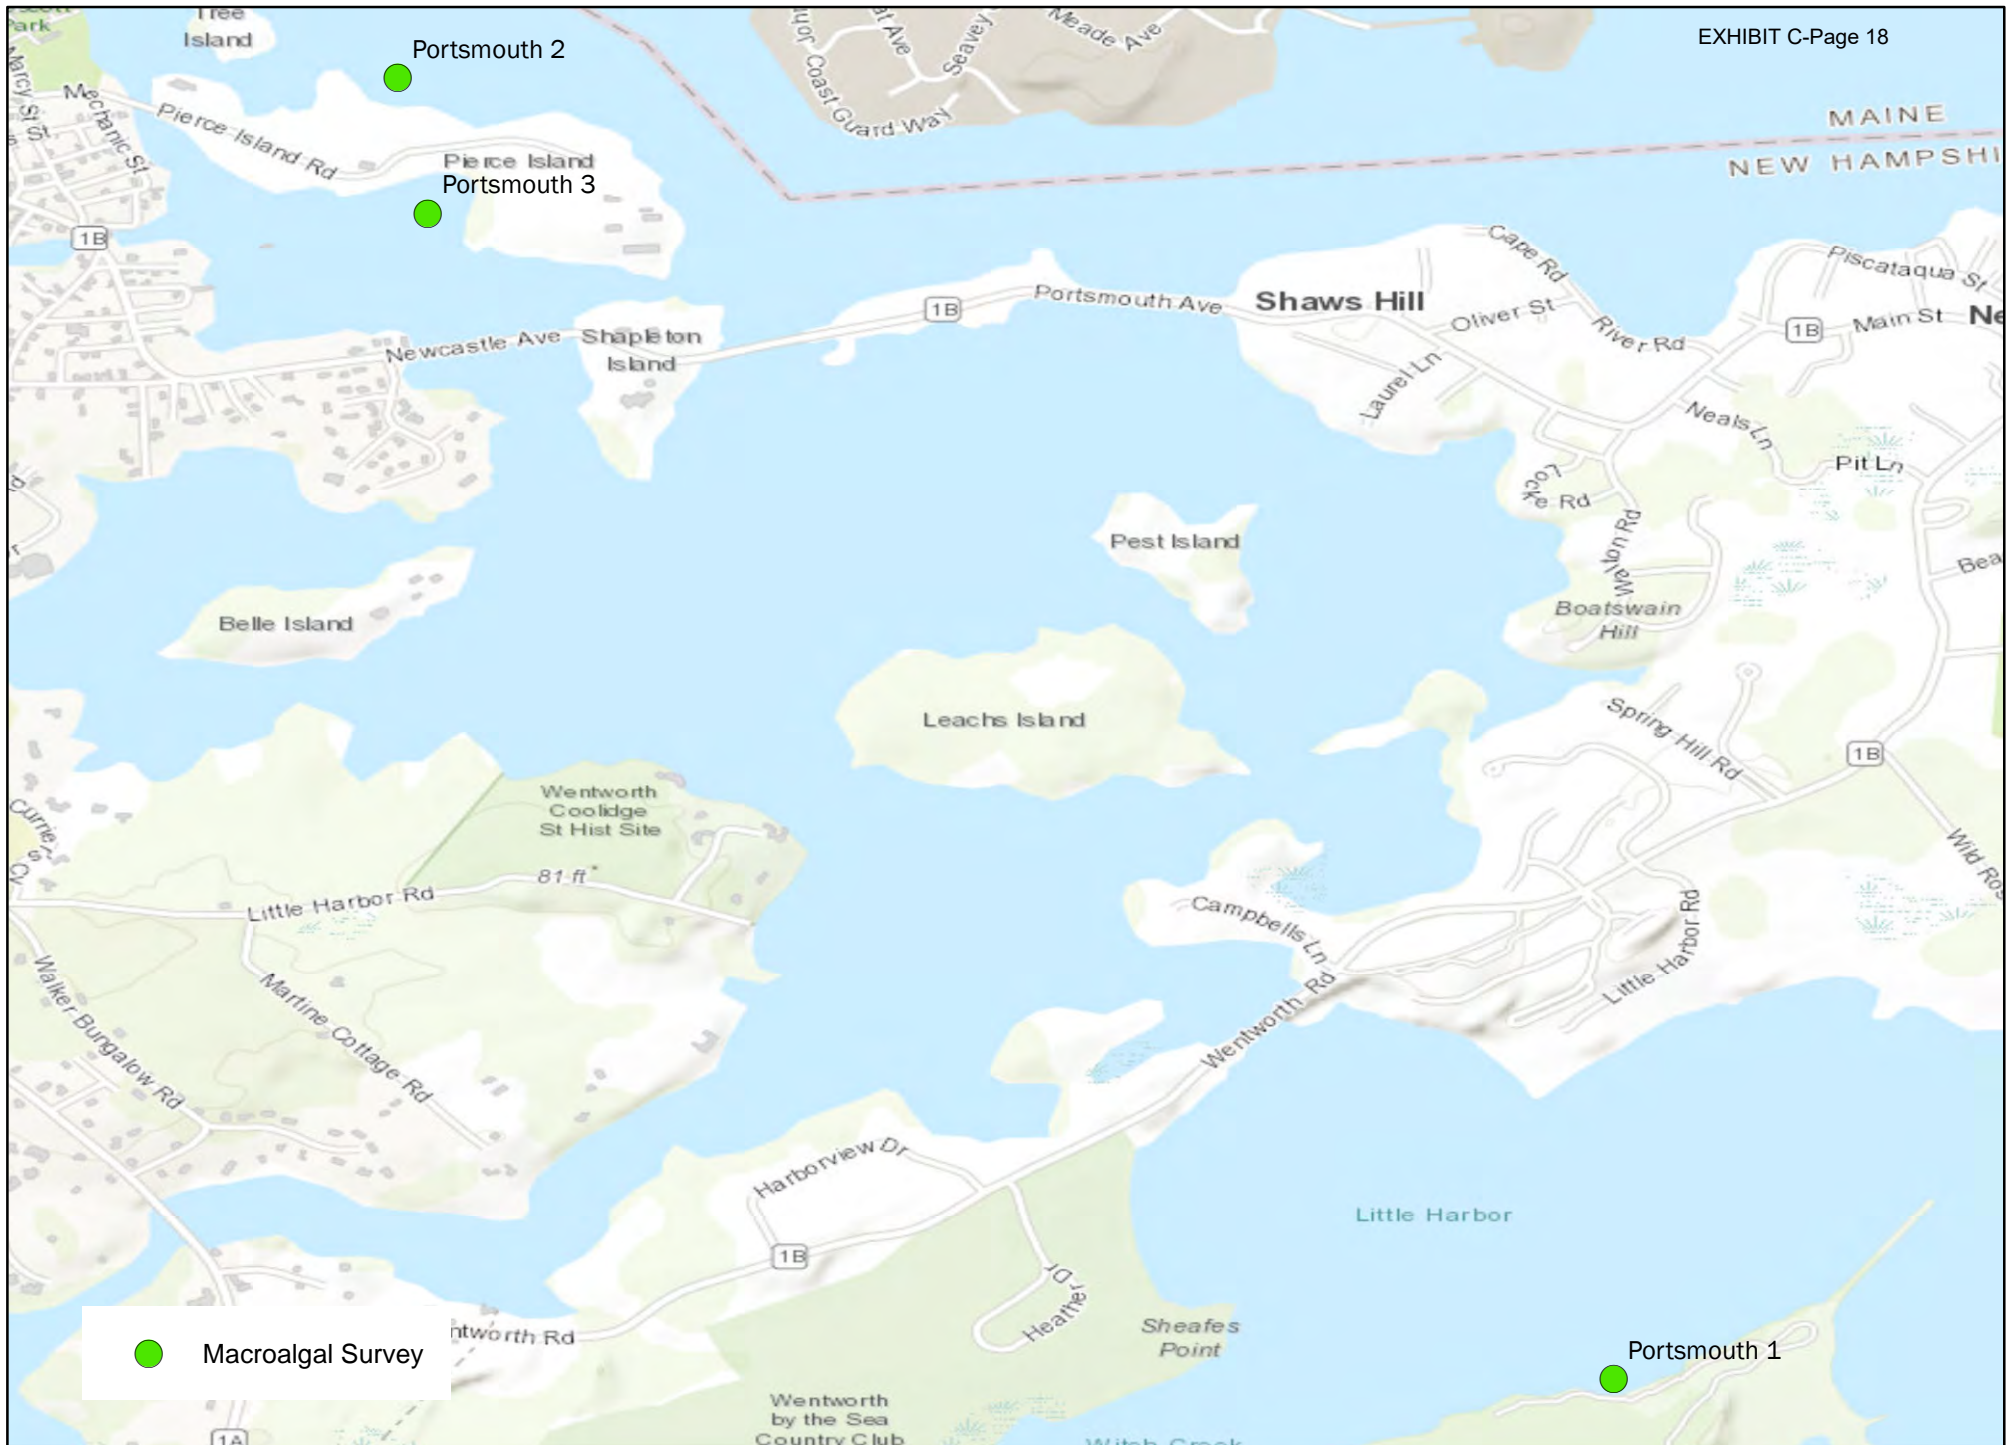 Tree
Island
Park
Portsmouth 2
EXHIBIT C-Page 18
Meade Ave
Seavey
Coast Guard Way
MAINE
NEW HAMPSHI
Marcy St
Mechanic St
Pierce Island Rd
Pierce Island
Portsmouth 3
1B
Cape Rd
Piscataqua St
Portsmouth Ave
1B
Shaws Hill
Oliver St
River Rd
1B
Main St
Ne
Newcastle Ave
Shapleton
Island
Laurel Ln
Neals Ln
Pit Ln
Locke Rd
Walton Rd
Pest Island
Bea
Boatswain
Hill
Belle Island
Leachs Island
Spring Hill Rd
1B
Wentworth
Coolidge
St Hist Site
81 ft
Little Harbor Rd
Wild Ros
Campbells Ln
Little Harbor Rd
Wentworth Rd
Walker Bungalow Rd
Martine Cottage Rd
Harborview Dr
1B
Heather Dr
Little Harbor
Sheafes
Point
Portsmouth 1
ntworth Rd
Macroalgal Survey
Wentworth
by the Sea
Country Club
Witch Creek
1A